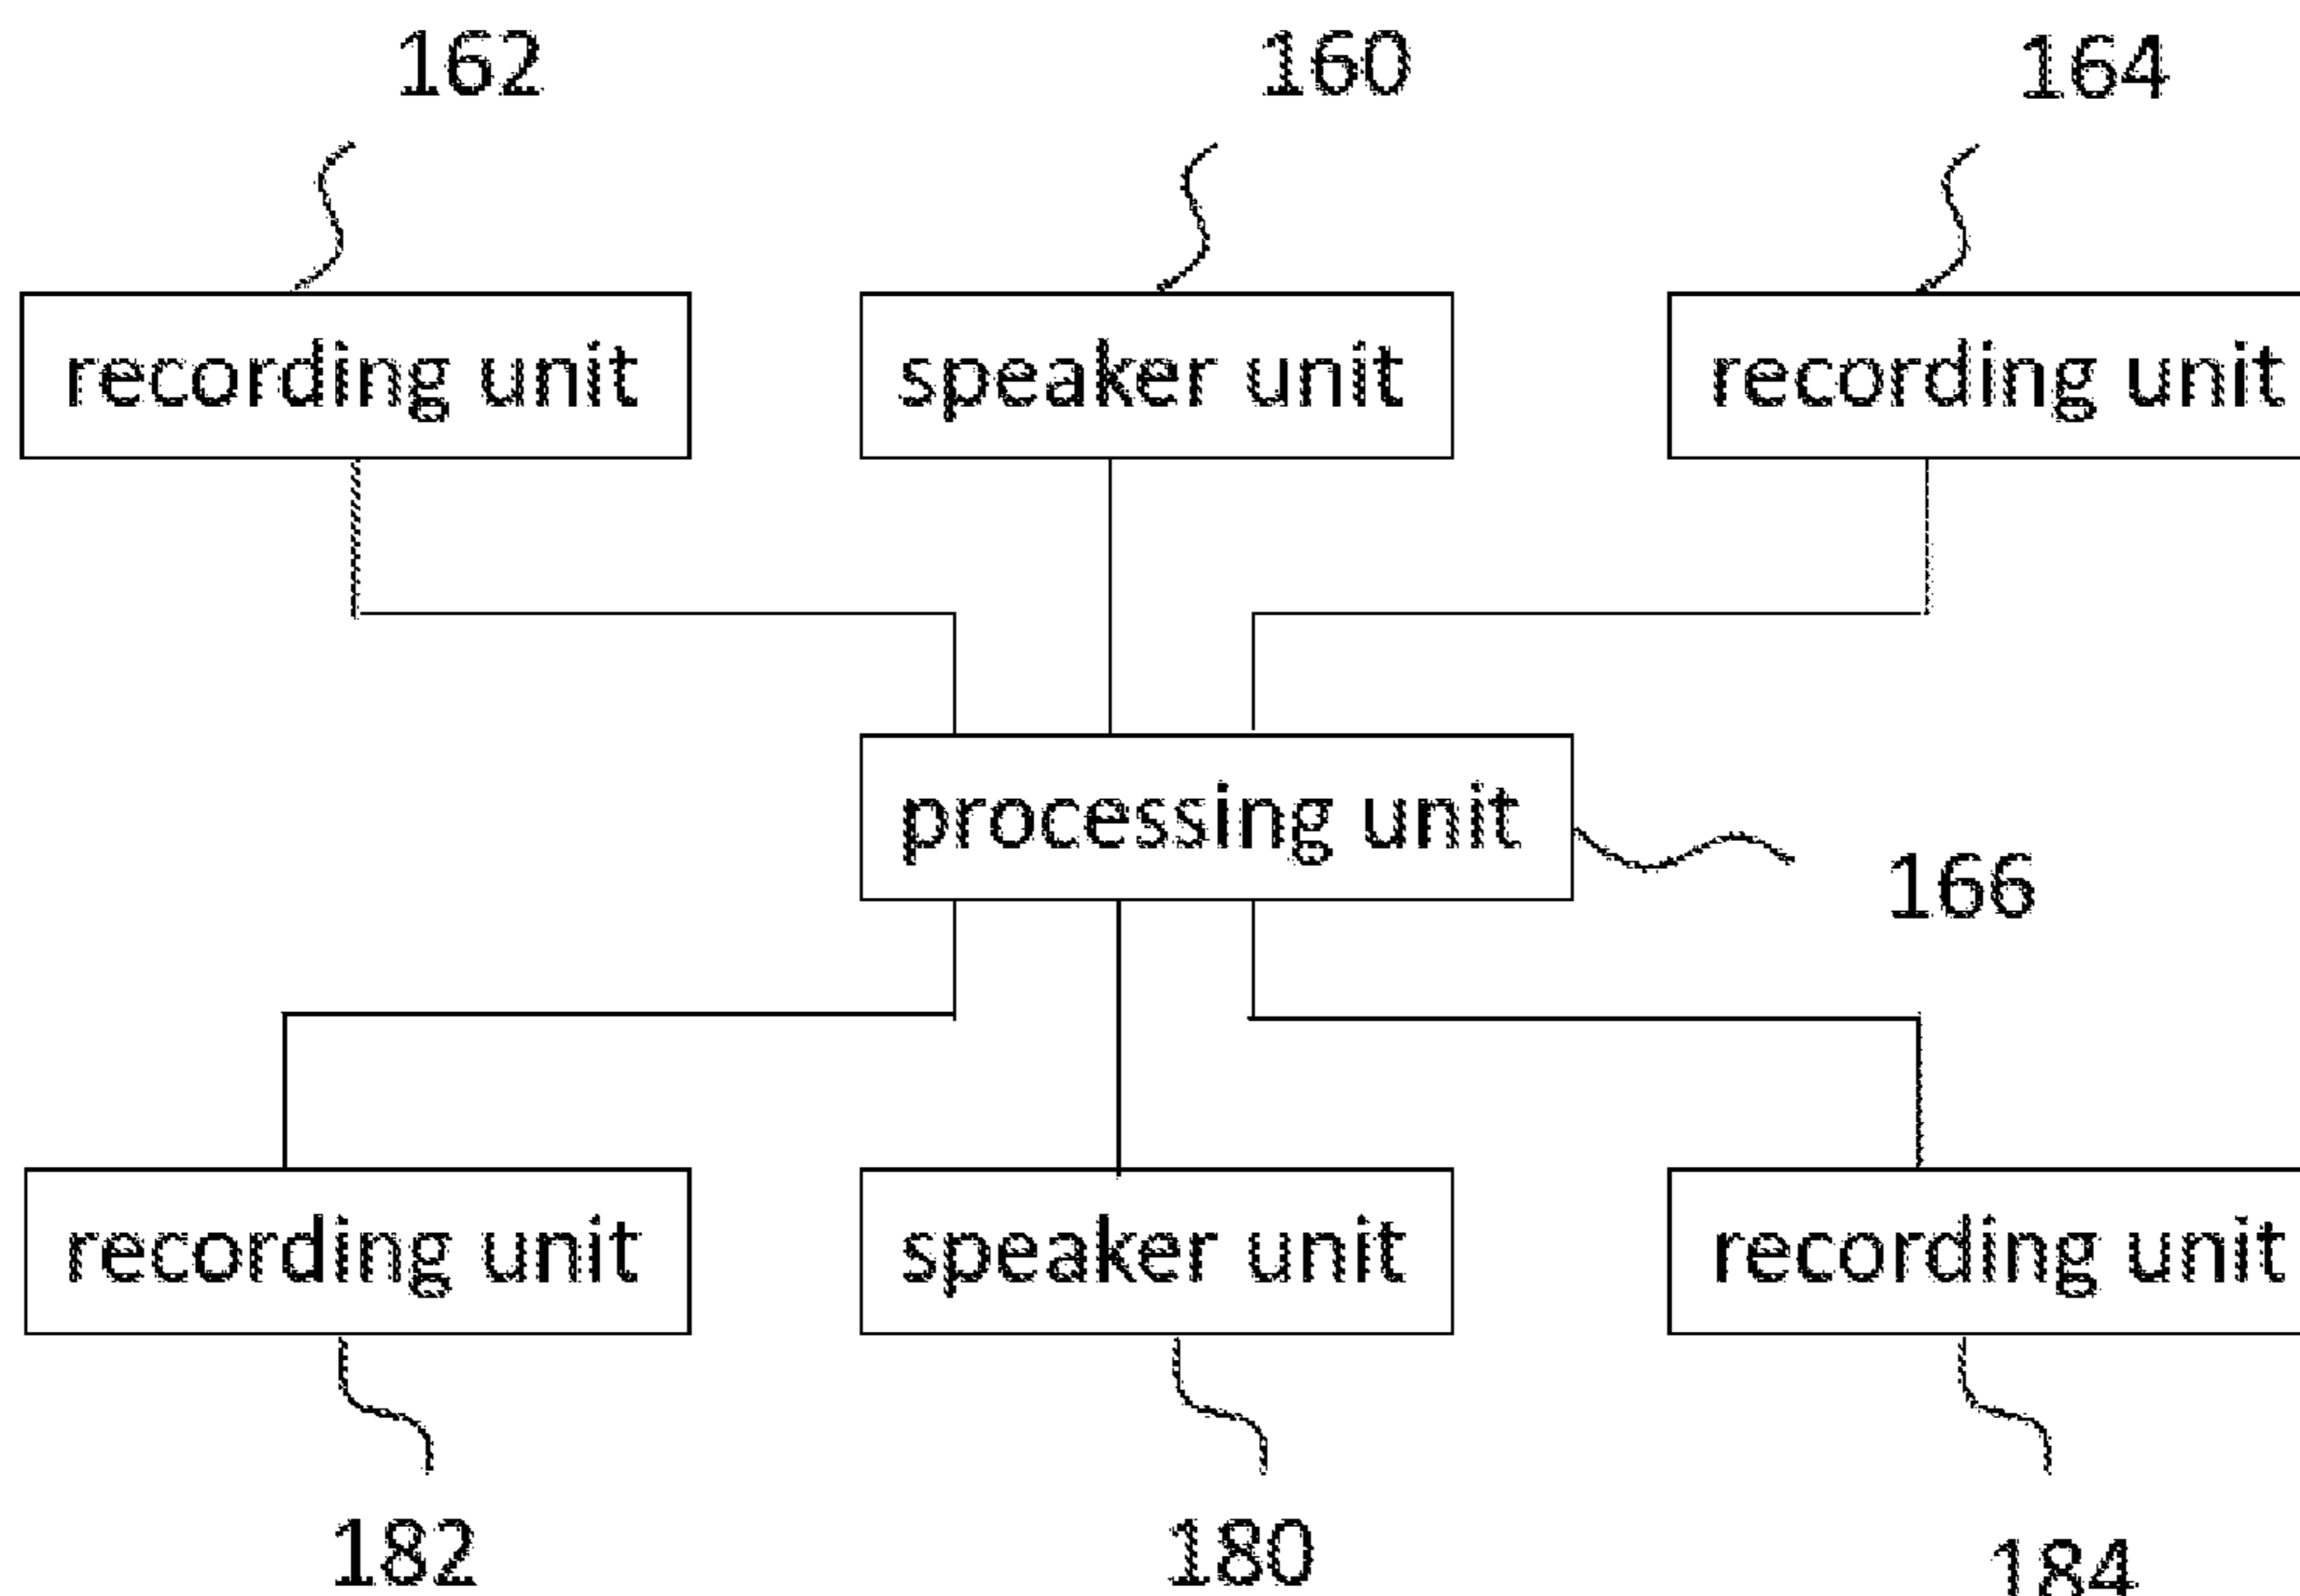 162 160 164
recording unit speaker unit recording unit
processing unit
166
recording unit speaker unit recording unit
182 180 184